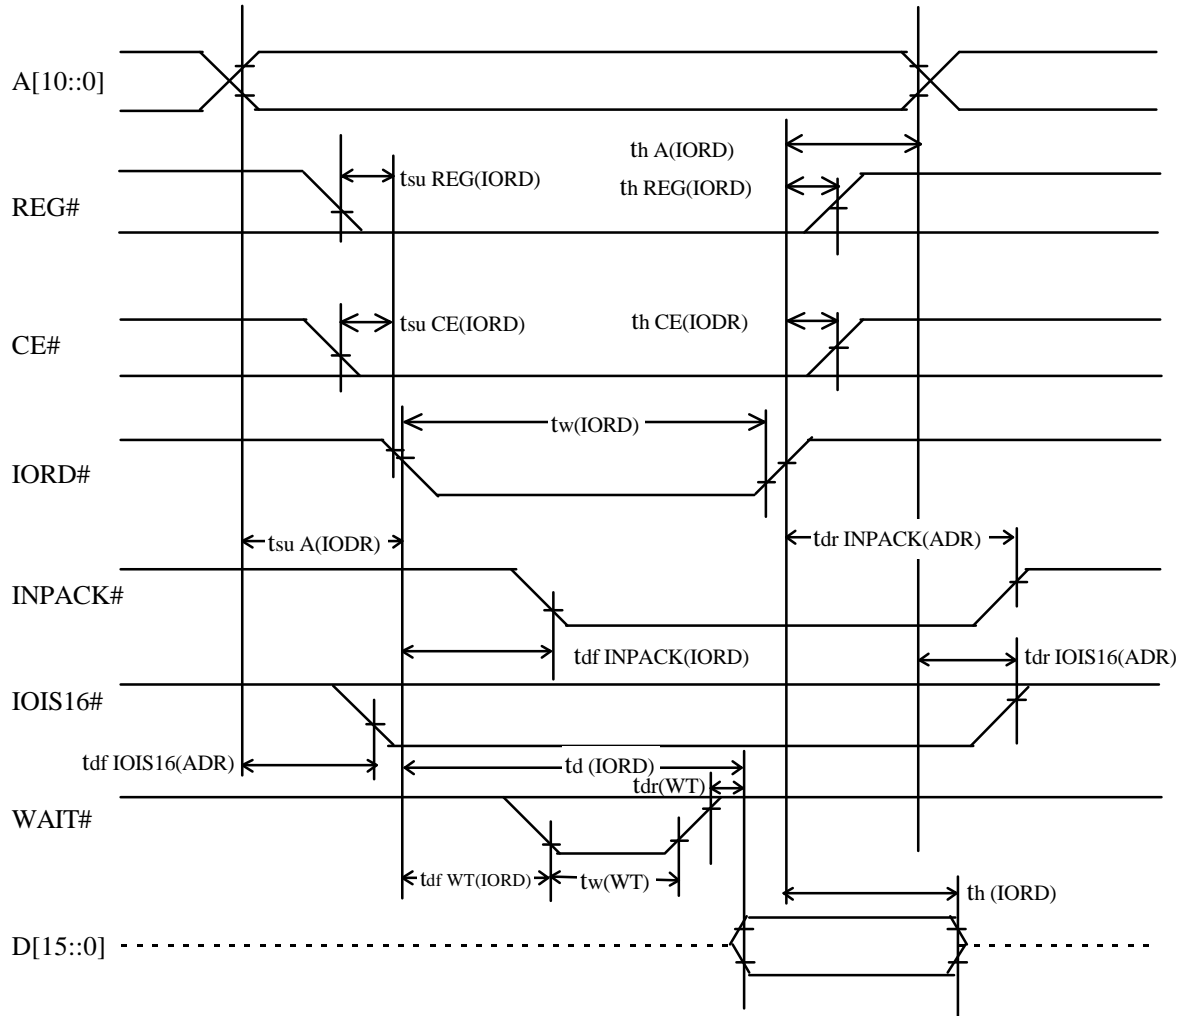 A[10::0]
th A(IORD)
tsu REG(IORD)
th REG(IORD)
REG#
tsu CE(IORD)
th CE(IODR)
CE#
tw(IORD)
IORD#
tsu A(IODR)
tdr INPACK(ADR)
INPACK#
tdf INPACK(IORD)
tdr IOIS16(ADR)
IOIS16#
tdf IOIS16(ADR)
td (IORD)
tdr(WT)
WAIT#
tdf WT(IORD)
tw(WT)
th (IORD)
D[15::0]